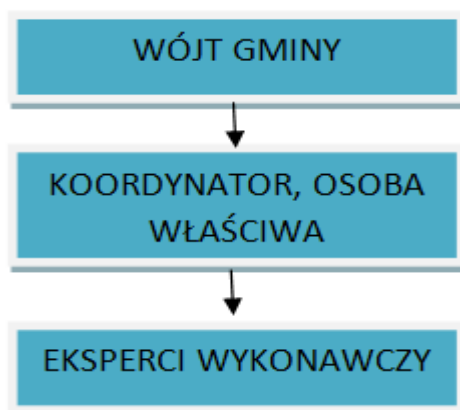 WÓJT GMINY
KOORDYNATOR, OSOBA
WŁAŚCIWA
EKSPERCI WYKONAWCZY